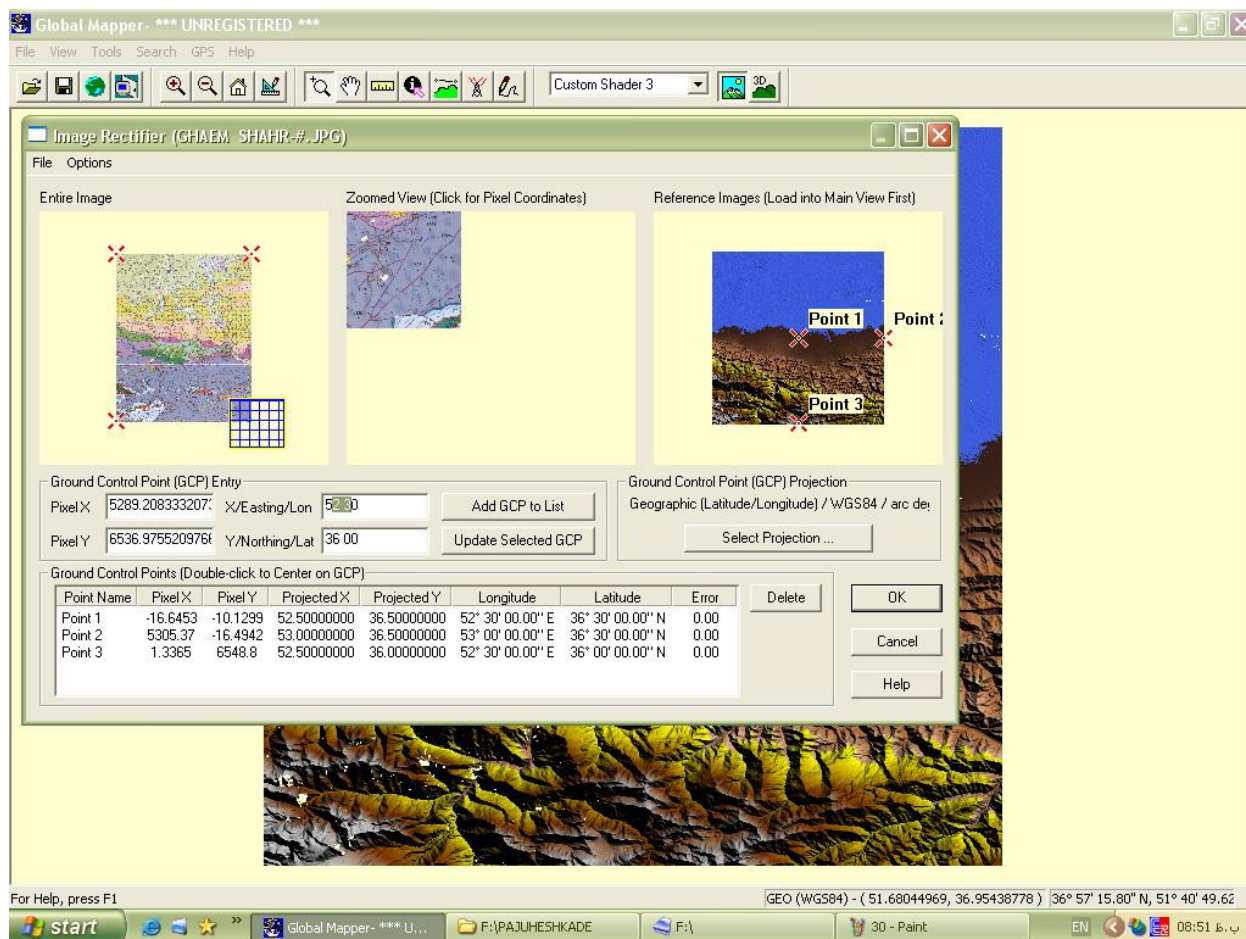 Global Mapper- *** UNREGISTERED ***
File View Tools Search GPS Help
Custom Shader 3
3D
Image Rectifier (GHAEM SHAHR-#.JPG)
File Options
Entire Image
Zoomed View (Click for Pixel Coordinates)
Reference Images (Load into Main View First)
Point 1
Point 2
Point 3
Ground Control Point (GCP) Entry
Pixel X 5289.208333207 X/Easting/Lon 52 30 Add GCP to List
Pixel Y 6536.975520976 Y/Northing/Lat 36 00 Update Selected GCP
Ground Control Point (GCP) Projection
Geographic (Latitude/Longitude) / WGS84 / arc deg
Select Projection ...
Ground Control Points (Double-click to Center on GCP)
Point Name Pixel X Pixel Y Projected X Projected Y Longitude Latitude Error
Point 1 -16.6453 -10.1299 52.50000000 36.50000000 52° 30' 00.00" E 36° 30' 00.00" N 0.00
Point 2 5305.37 -16.4942 53.00000000 36.50000000 53° 00' 00.00" E 36° 30' 00.00" N 0.00
Point 3 1.3365 6548.8 52.50000000 36.00000000 52° 30' 00.00" E 36° 00' 00.00" N 0.00
Delete
OK
Cancel
Help
For Help, press F1
GEO (WGS84) - ( 51.68044969, 36.95438778 ) 36° 57' 15.80" N, 51° 40' 49.62
start
Global Mapper- *** U...
F:\PAJUHESHKADE
F:\
30 - Paint
EN
08:51 ب.ظ